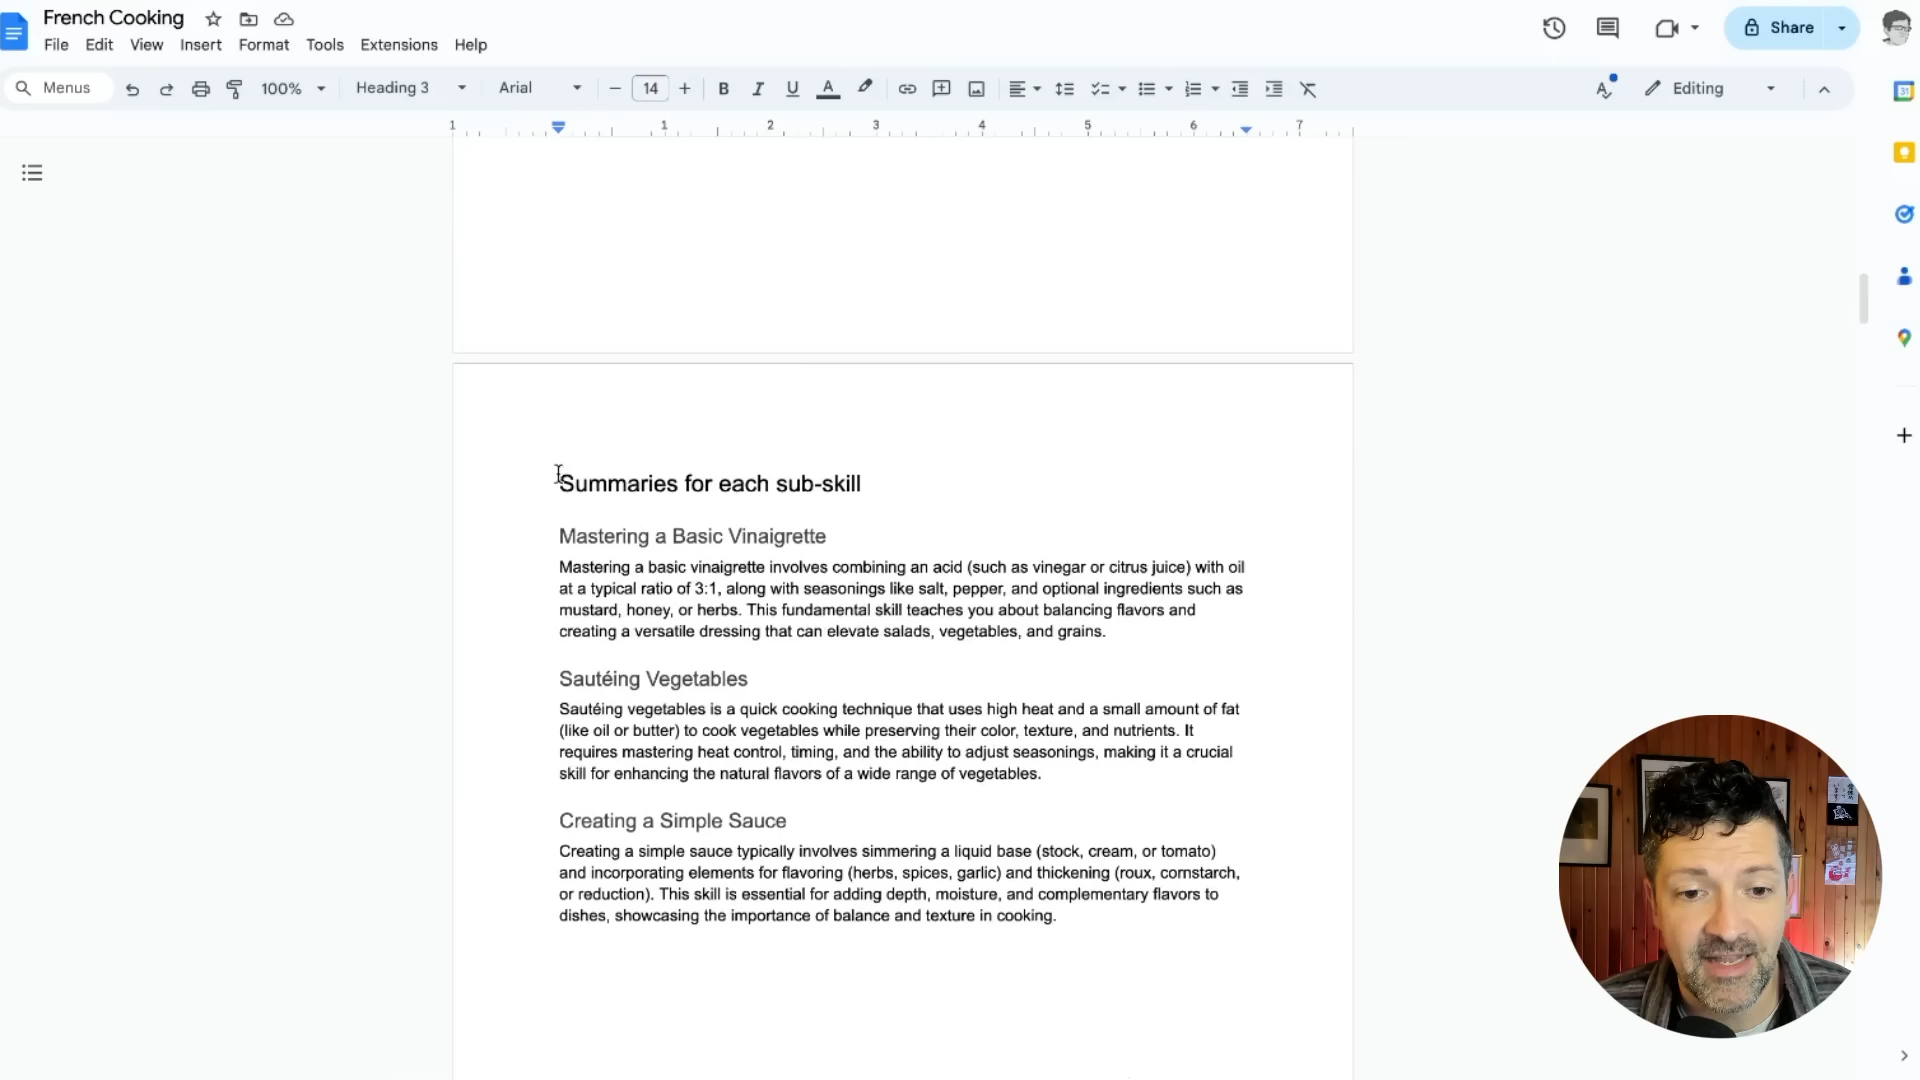 French Cooking
File Edit View Insert Format Tools Extensions Help
Share
Menus 100% Heading 3 Arial 14 Editing
1 1 2 3 4 5 6 7
31
Summaries for each sub-skill
Mastering a Basic Vinaigrette
Mastering a basic vinaigrette involves combining an acid (such as vinegar or citrus juice) with oil
at a typical ratio of 3:1, along with seasonings like salt, pepper, and optional ingredients such as
mustard, honey, or herbs. This fundamental skill teaches you about balancing flavors and
creating a versatile dressing that can elevate salads, vegetables, and grains.
Sautéing Vegetables
Sautéing vegetables is a quick cooking technique that uses high heat and a small amount of fat
(like oil or butter) to cook vegetables while preserving their color, texture, and nutrients. It
requires mastering heat control, timing, and the ability to adjust seasonings, making it a crucial
skill for enhancing the natural flavors of a wide range of vegetables.
Creating a Simple Sauce
Creating a simple sauce typically involves simmering a liquid base (stock, cream, or tomato)
and incorporating elements for flavoring (herbs, spices, garlic) and thickening (roux, cornstarch,
or reduction). This skill is essential for adding depth, moisture, and complementary flavors to
dishes, showcasing the importance of balance and texture in cooking.